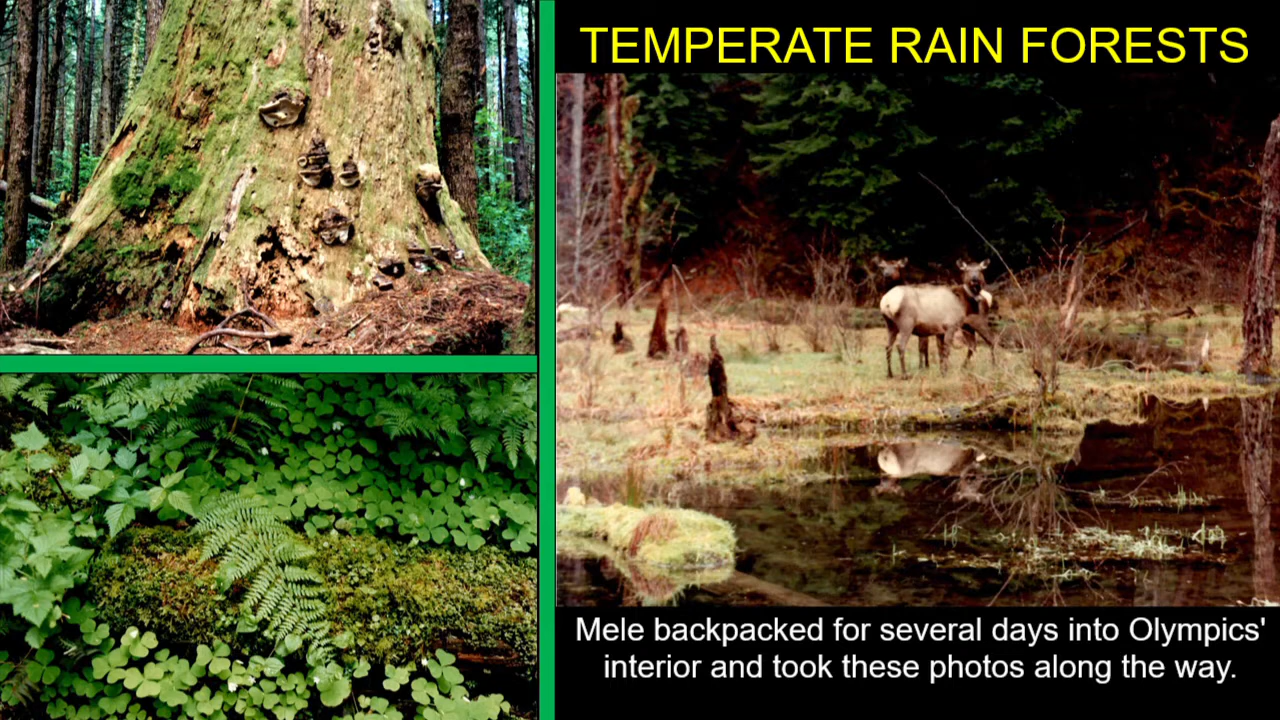 TEMPERATE RAIN FORESTS
Mele backpacked for several days into Olympics'
interior and took these photos along the way.